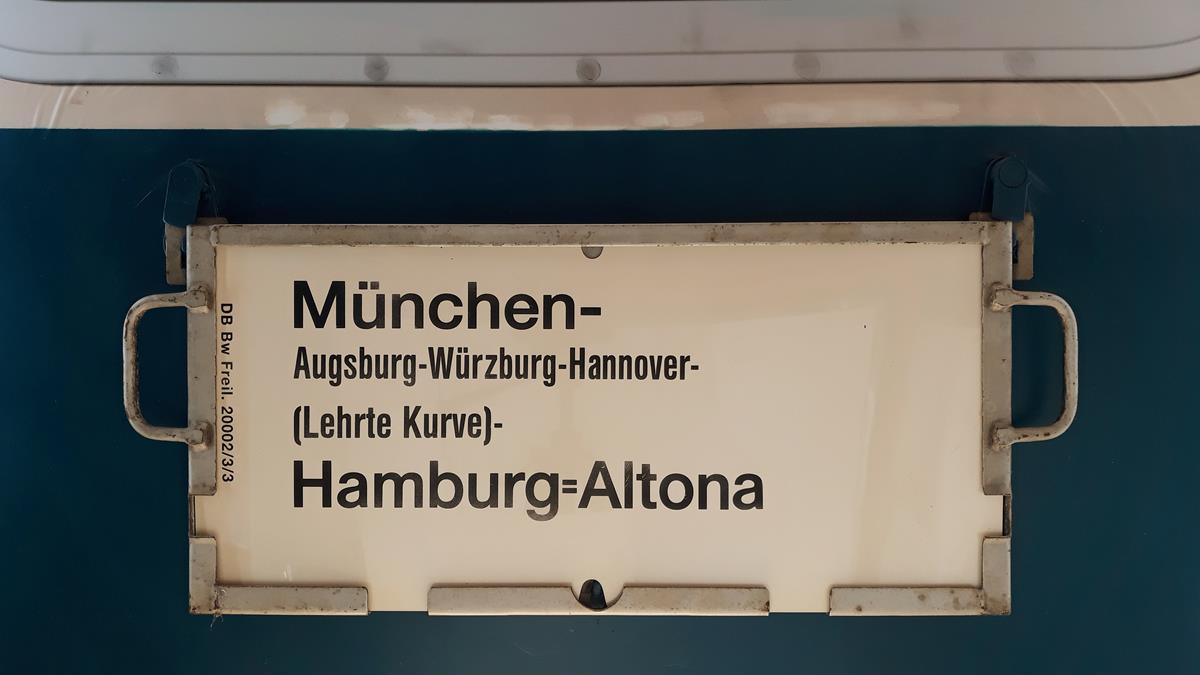 München-
Augsburg-Würzburg-Hannover-
(Lehrte Kurve)-
Hamburg=Altona
DB Bw Freil. 20002/3/3